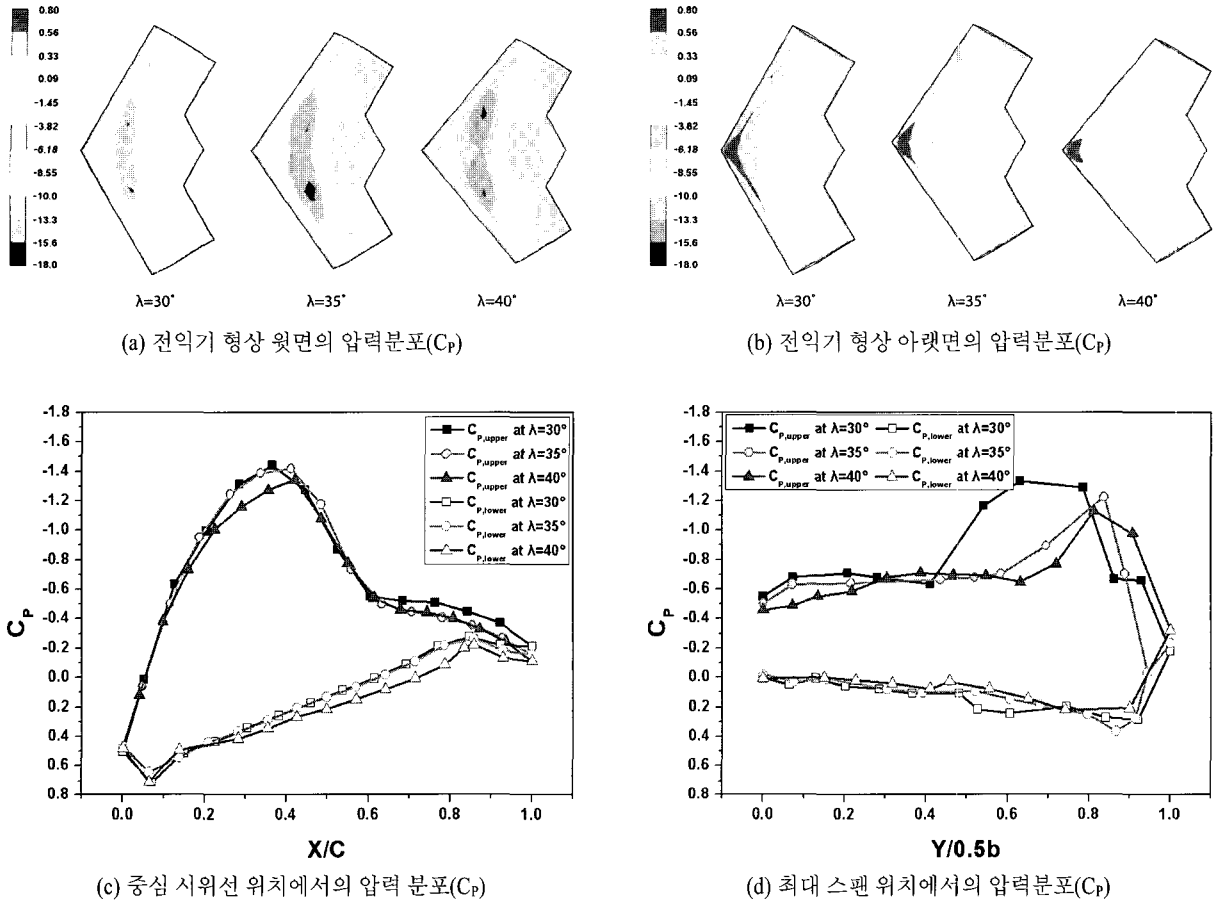 0.80
0.56
0.33
0.09
-1.45
-3.82
-6.18
-8.55
-10.0
-13.3
-15.6
-18.0
λ=30°
λ=35°
λ=40°
(a) 전익기 형상 윗면의 압력분포(CP)
0.80
0.56
0.33
0.09
-1.45
-3.82
-6.18
-8.55
-10.0
-13.3
-15.6
-18.0
λ=30°
λ=35°
λ=40°
(b) 전익기 형상 아랫면의 압력분포(CP)
-1.8
-1.6
-1.4
-1.2
-1.0
-0.8
-0.6
-0.4
-0.2
0.0
0.2
0.4
0.6
0.8
CP
CP,upper at λ=30°
CP,upper at λ=35°
CP,upper at λ=40°
CP,lower at λ=30°
CP,lower at λ=35°
CP,lower at λ=40°
0.0 0.2 0.4 0.6 0.8 1.0
X/C
(c) 중심 시위선 위치에서의 압력 분포(CP)
-1.8
-1.6
-1.4
-1.2
-1.0
-0.8
-0.6
-0.4
-0.2
0.0
0.2
0.4
0.6
0.8
CP
CP,upper at λ=30° CP,lower at λ=30°
CP,upper at λ=35° CP,lower at λ=35°
CP,upper at λ=40° CP,lower at λ=40°
0.0 0.2 0.4 0.6 0.8 1.0
Y/0.5b
(d) 최대 스팬 위치에서의 압력분포(CP)